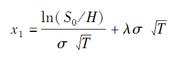 x₁ = ln(S₀/H) / σ √T + λσ √T